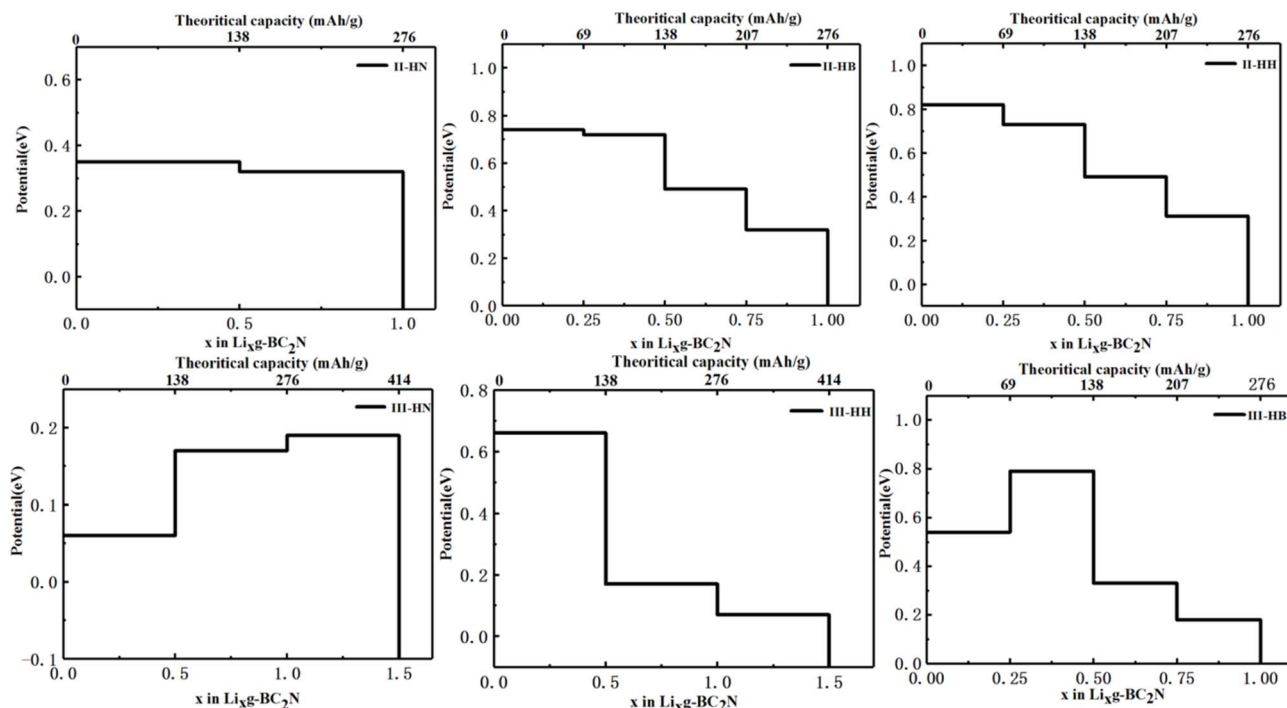 Theoritical capacity (mAh/g)
0 138 276
II-HN
Potential(eV)
0.6
0.4
0.2
0.0
0.0 0.5 1.0
x in Lixg-BC2N
Theoritical capacity (mAh/g)
0 69 138 207 276
II-HB
Potential(eV)
1.0
0.8
0.6
0.4
0.2
0.0
0.00 0.25 0.50 0.75 1.00
x in Lixg-BC2N
Theoritical capacity (mAh/g)
0 69 138 207 276
II-HH
Potential(eV)
1.0
0.8
0.6
0.4
0.2
0.0
0.00 0.25 0.50 0.75 1.00
x in Lixg-BC2N
Theoritical capacity (mAh/g)
0 138 276 414
III-HN
Potential(eV)
0.2
0.1
0.0
-0.1
0.0 0.5 1.0 1.5
x in Lixg-BC2N
Theoritical capacity (mAh/g)
0 138 276 414
III-HH
Potential(eV)
0.8
0.6
0.4
0.2
0.0
0.0 0.5 1.0 1.5
x in Lixg-BC2N
Theoritical capacity (mAh/g)
0 69 138 207 276
III-HB
Potential(eV)
1.0
0.8
0.6
0.4
0.2
0.0
0.00 0.25 0.50 0.75 1.00
x in Lixg-BC2N